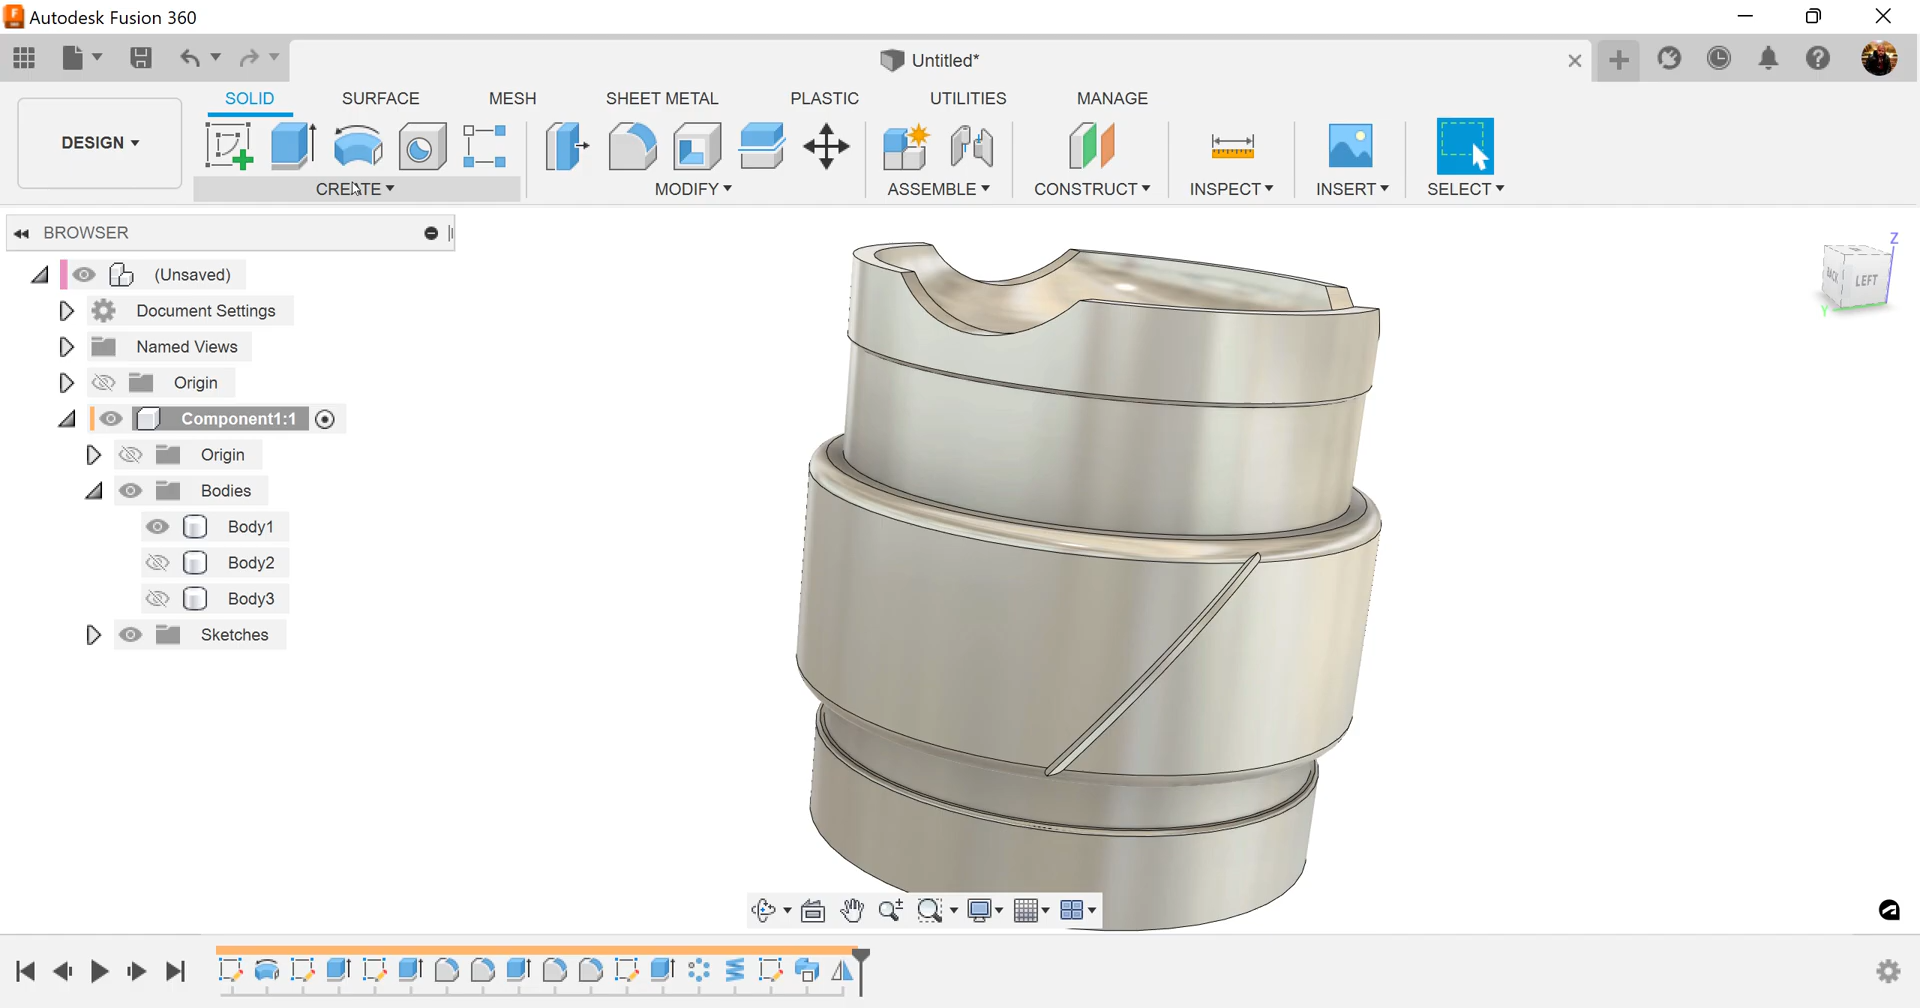 Autodesk Fusion 360
Untitled*
SOLID SURFACE MESH SHEET METAL PLASTIC UTILITIES MANAGE
DESIGN
CREATE MODIFY ASSEMBLE CONSTRUCT INSPECT INSERT SELECT
BROWSER
(Unsaved)
Document Settings
Named Views
Origin
Component1:1
Origin
Bodies
Body1
Body2
Body3
Sketches
Z
BACK LEFT
Y